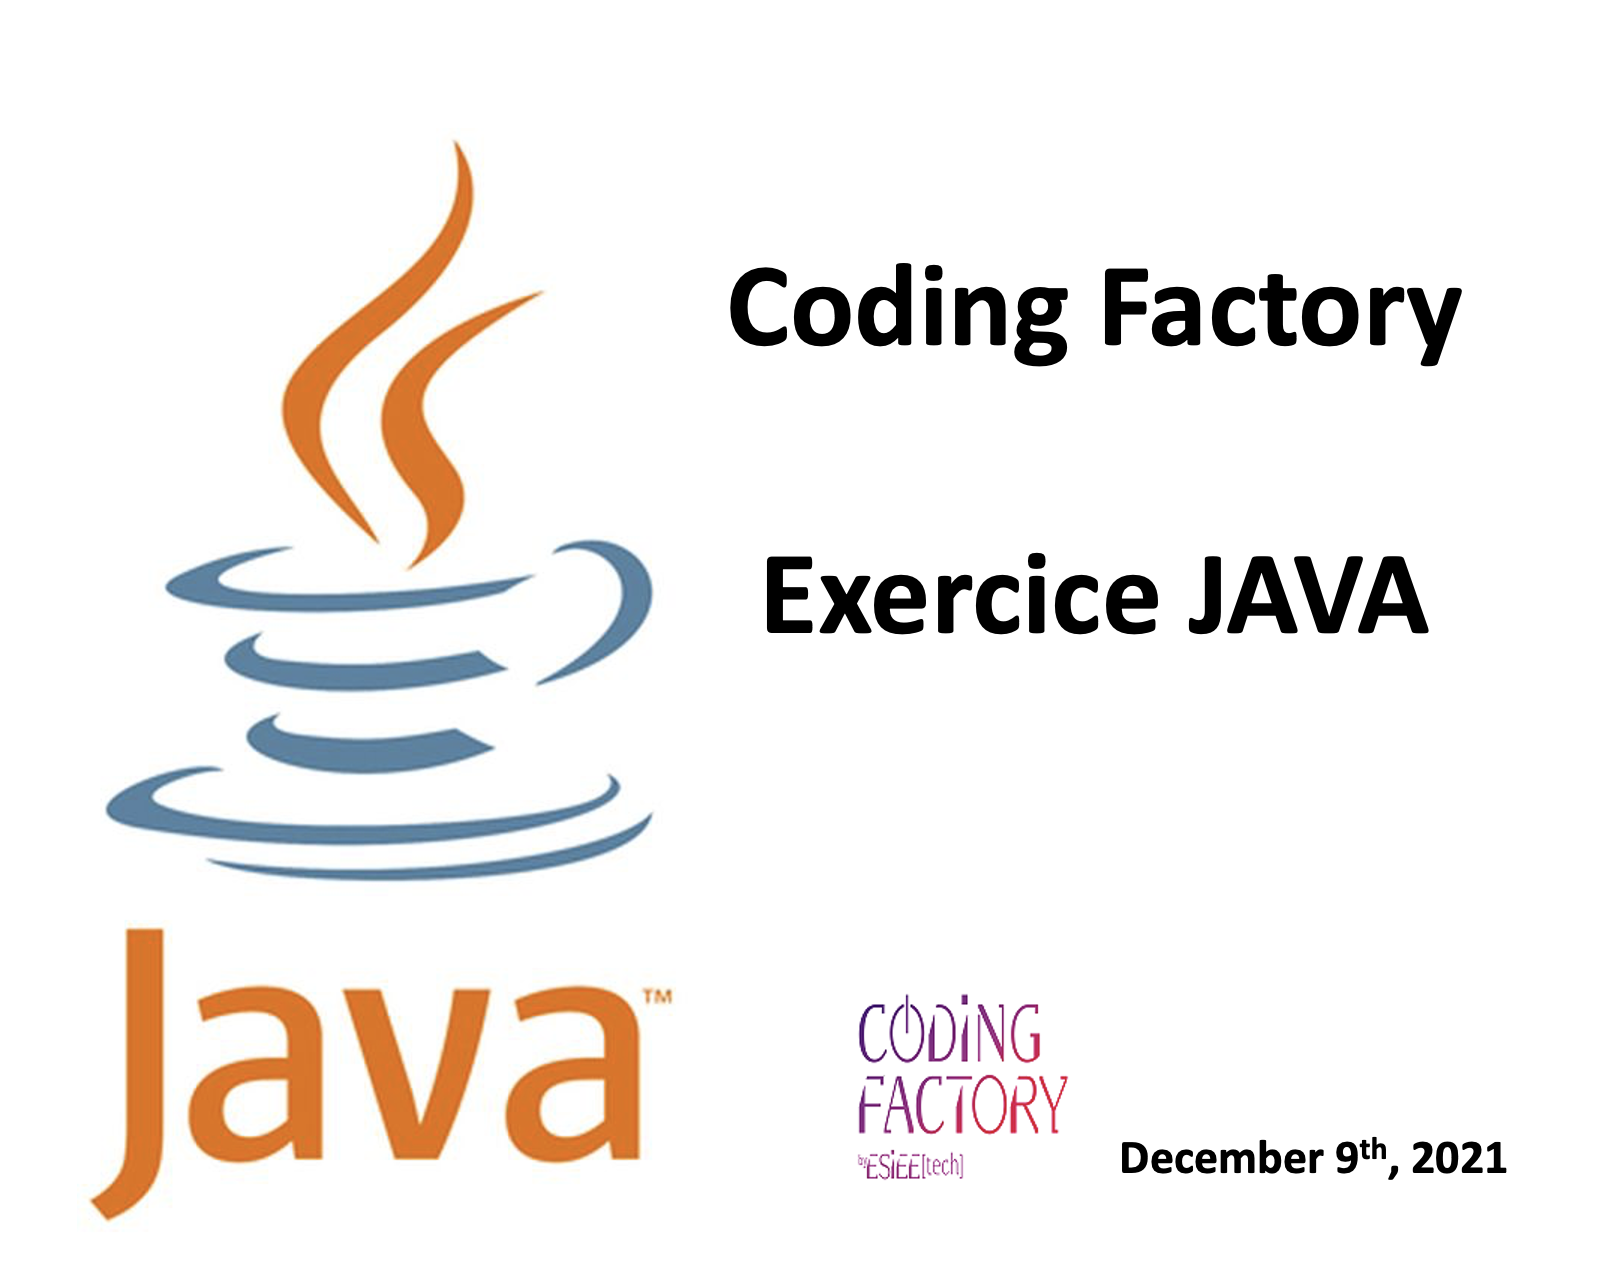 Coding Factory
Exercice JAVA
Java™
CODiNG
FACTORY
by ESiEE[tech]
December 9th, 2021